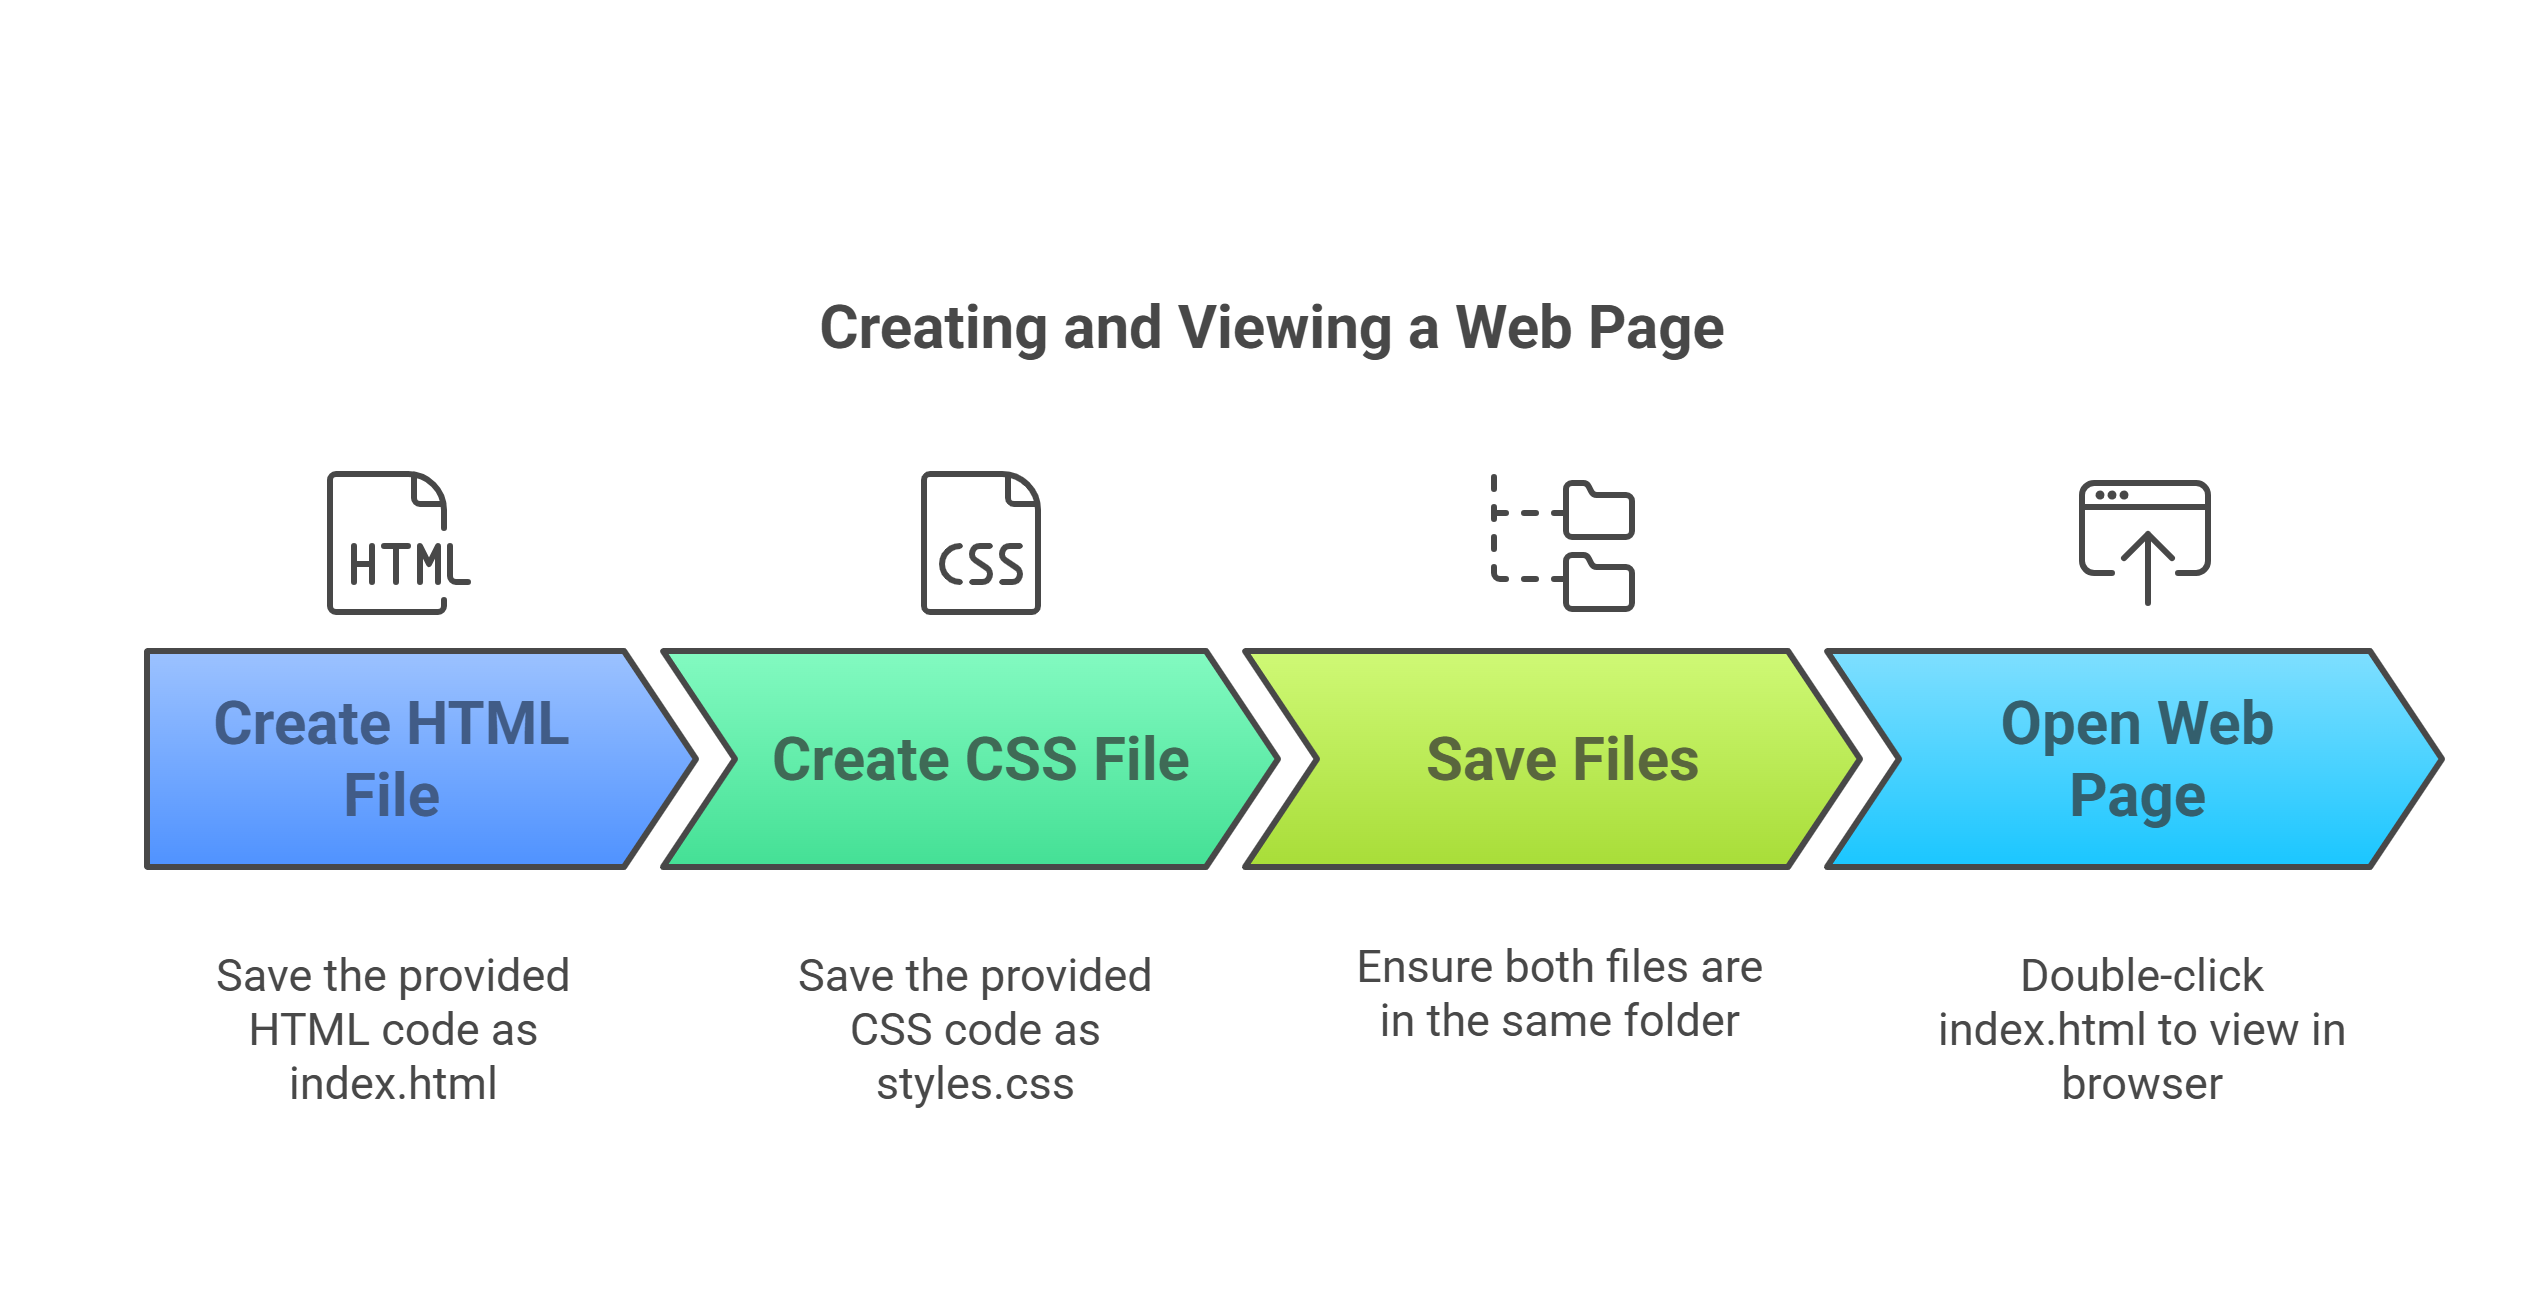 Creating and Viewing a Web Page
HTML
CSS
Create HTML
File
Create CSS File
Save Files
Open Web
Page
Save the provided
HTML code as
index.html
Save the provided
CSS code as
styles.css
Ensure both files are
in the same folder
Double-click
index.html to view in
browser